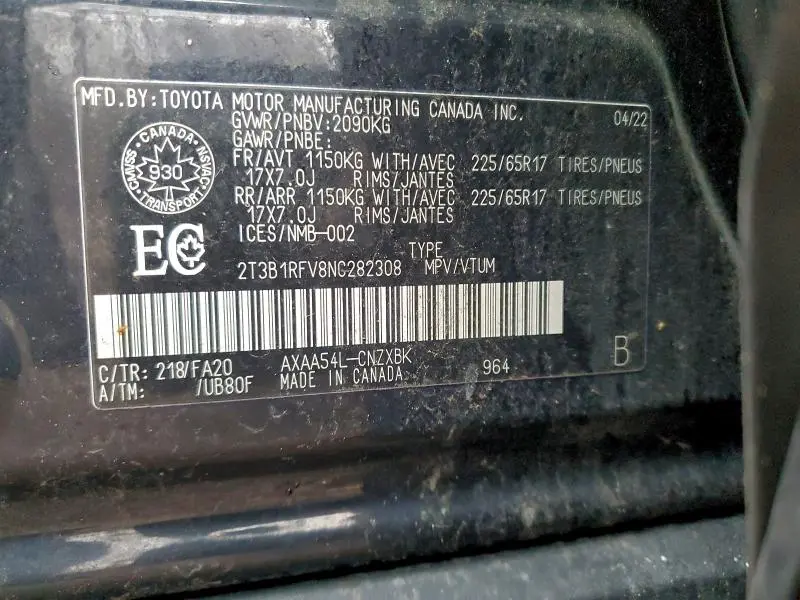 MFD.BY:TOYOTA MOTOR MANUFACTURING CANADA INC. 04/22
GVWR/PNBV:2090KG
GAWR/PNBE:
FR/AVT 1150KG WITH/AVEC 225/65R17 TIRES/PNEUS
17X7.0J RIMS/JANTES
RR/ARR 1150KG WITH/AVEC 225/65R17 TIRES/PNEUS
17X7.0J RIMS/JANTES
ICES/NMB-002
CANADA
CMVSS 930 NSVAC
TRANSPORT
EC
TYPE
2T3B1RFV8NC282308 MPV/VTUM
C/TR: 218/FA20 AXAA54L-CNZXBK 964 B
A/TM: /UB80F MADE IN CANADA